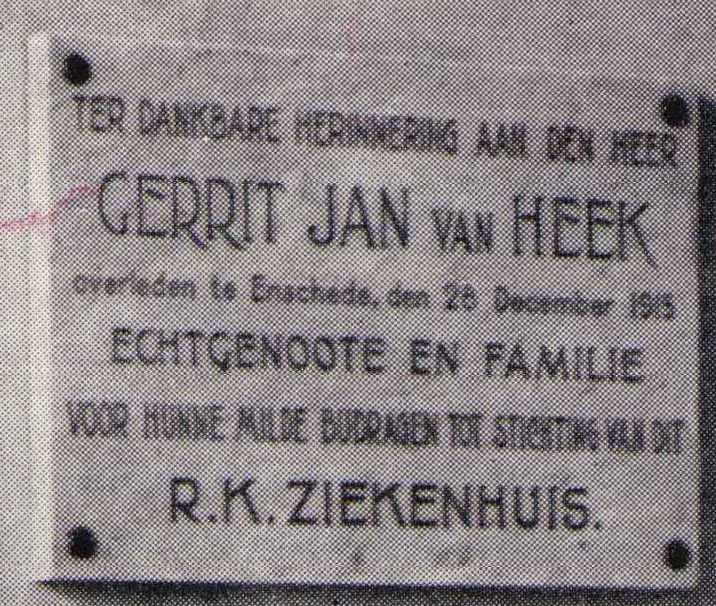 TER DANKBARE HERINNERING AAN DEN HEER
GERRIT JAN VAN HEEK
overleden te Enschede, den 28 December 1915
ECHTGENOOTE EN FAMILIE
VOOR HUNNE MILDE BIJDRAGEN TOT STICHTING VAN DIT
R.K. ZIEKENHUIS.